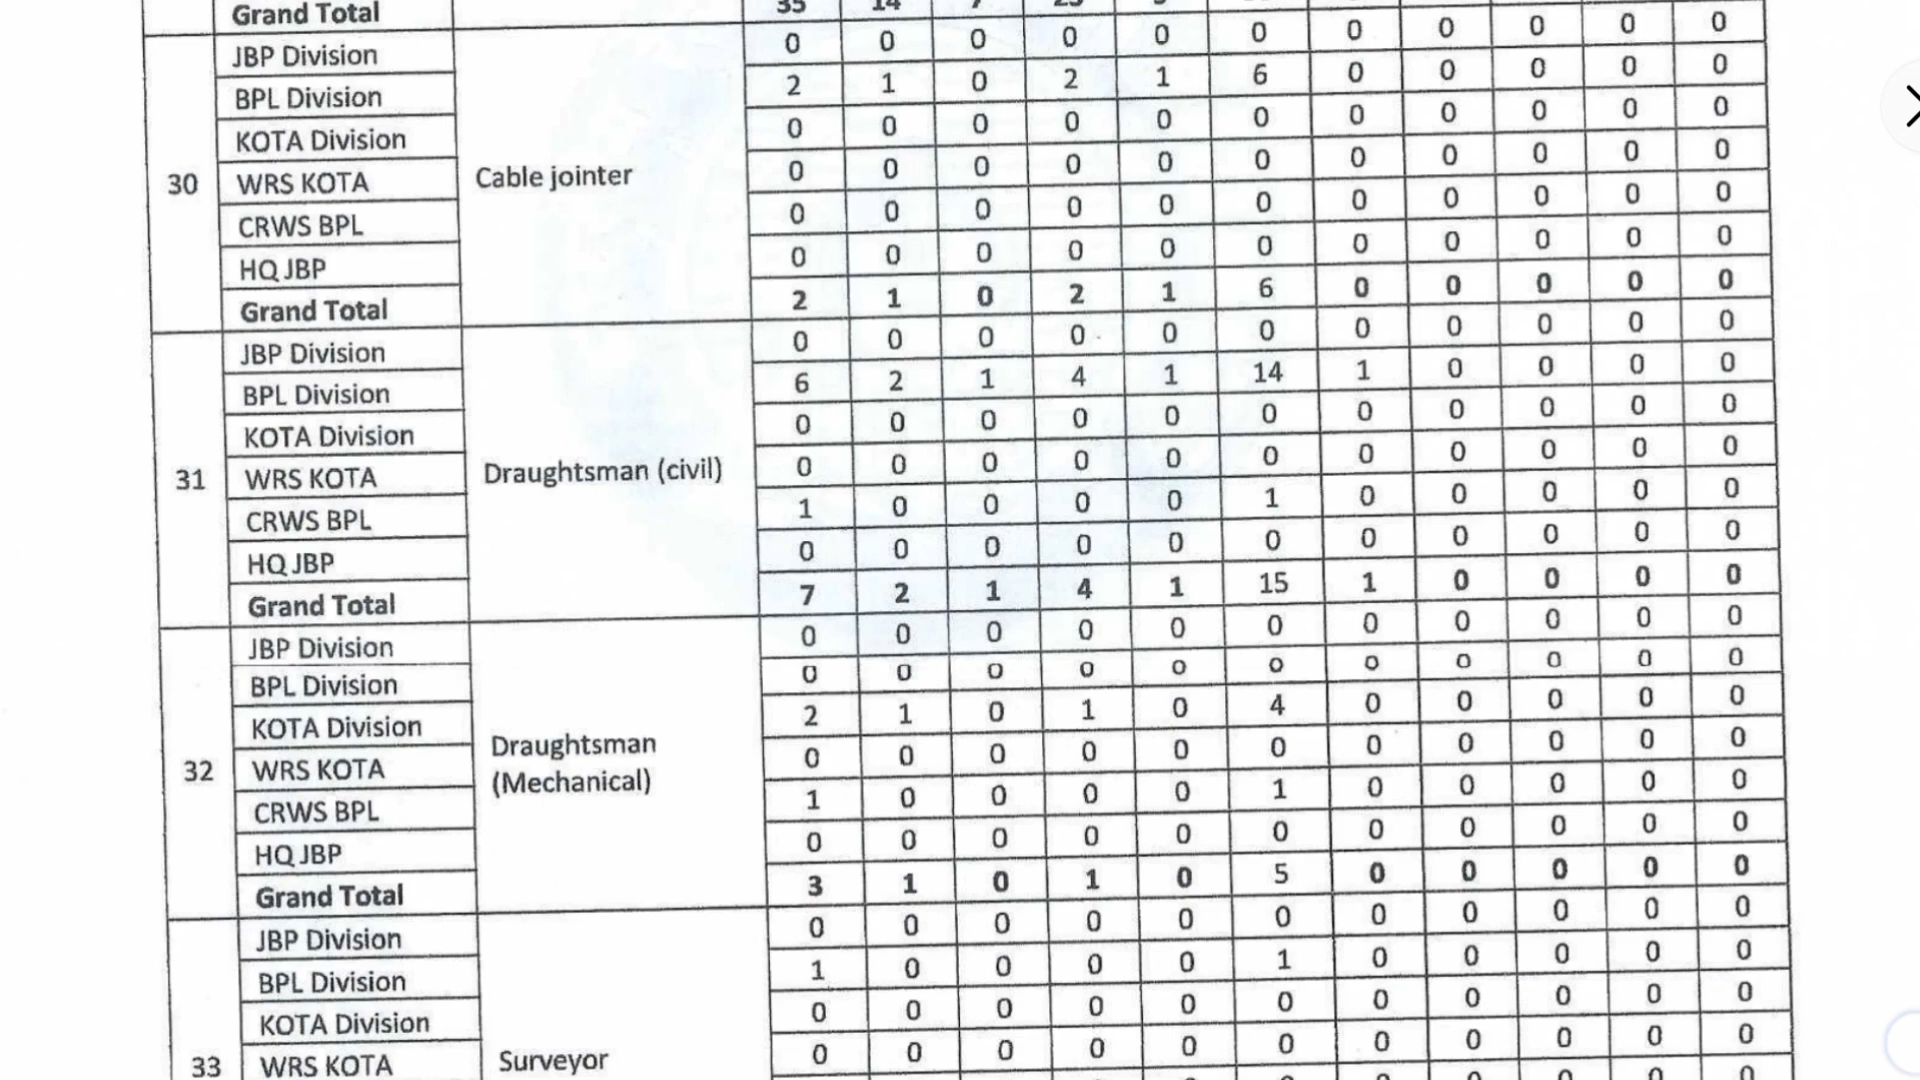 Grand Total 35 14
JBP Division 0 0 0 0 0 0 0 0 0 0 0
BPL Division 2 1 0 2 1 6 0 0 0 0 0
KOTA Division 0 0 0 0 0 0 0 0 0 0 0
30 WRS KOTA Cable jointer 0 0 0 0 0 0 0 0 0 0 0
CRWS BPL 0 0 0 0 0 0 0 0 0 0 0
HQ JBP 0 0 0 0 0 0 0 0 0 0 0
Grand Total 2 1 0 2 1 6 0 0 0 0 0
JBP Division 0 0 0 0 0 0 0 0 0 0 0
BPL Division 6 2 1 4 1 14 1 0 0 0 0
KOTA Division 0 0 0 0 0 0 0 0 0 0 0
31 WRS KOTA Draughtsman (civil) 0 0 0 0 0 0 0 0 0 0 0
CRWS BPL 1 0 0 0 0 1 0 0 0 0 0
HQ JBP 0 0 0 0 0 0 0 0 0 0 0
Grand Total 7 2 1 4 1 15 1 0 0 0 0
JBP Division 0 0 0 0 0 0 0 0 0 0 0
BPL Division 0 0 0 0 0 0 0 0 0 0 0
KOTA Division 2 1 0 1 0 4 0 0 0 0 0
32 WRS KOTA Draughtsman 0 0 0 0 0 0 0 0 0 0 0
CRWS BPL (Mechanical) 1 0 0 0 0 1 0 0 0 0 0
HQ JBP 0 0 0 0 0 0 0 0 0 0 0
Grand Total 3 1 0 1 0 5 0 0 0 0 0
JBP Division 0 0 0 0 0 0 0 0 0 0 0
BPL Division 1 0 0 0 0 1 0 0 0 0 0
KOTA Division 0 0 0 0 0 0 0 0 0 0 0
33 WRS KOTA Surveyor 0 0 0 0 0 0 0 0 0 0 0